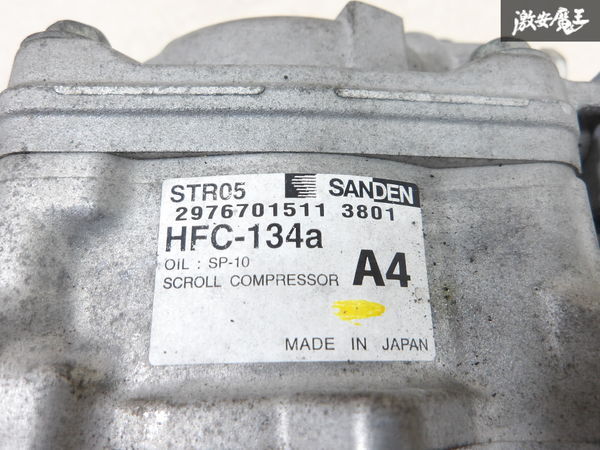 激安魔王
STR05 SANDEN
2976701511 3801
HFC-134a
OIL : SP-10
SCROLL COMPRESSOR A4
MADE IN JAPAN